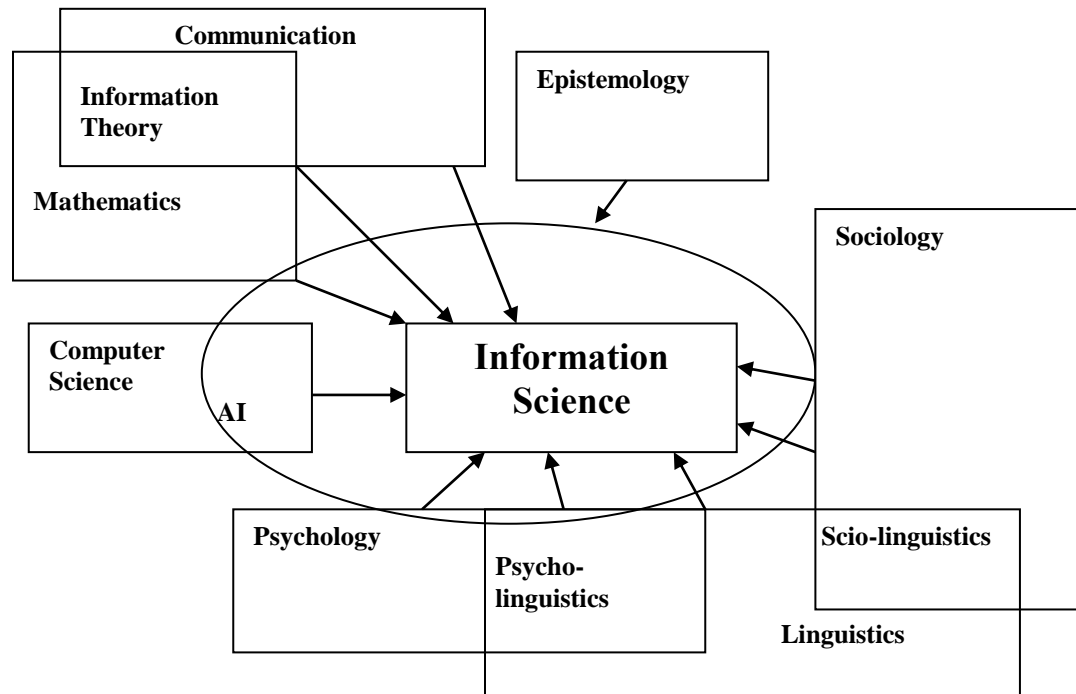 Communication
Information
Theory
Epistemology
Mathematics
Sociology
Computer
Science
AI
Information
Science
Psychology
Psycho-
linguistics
Scio-linguistics
Linguistics